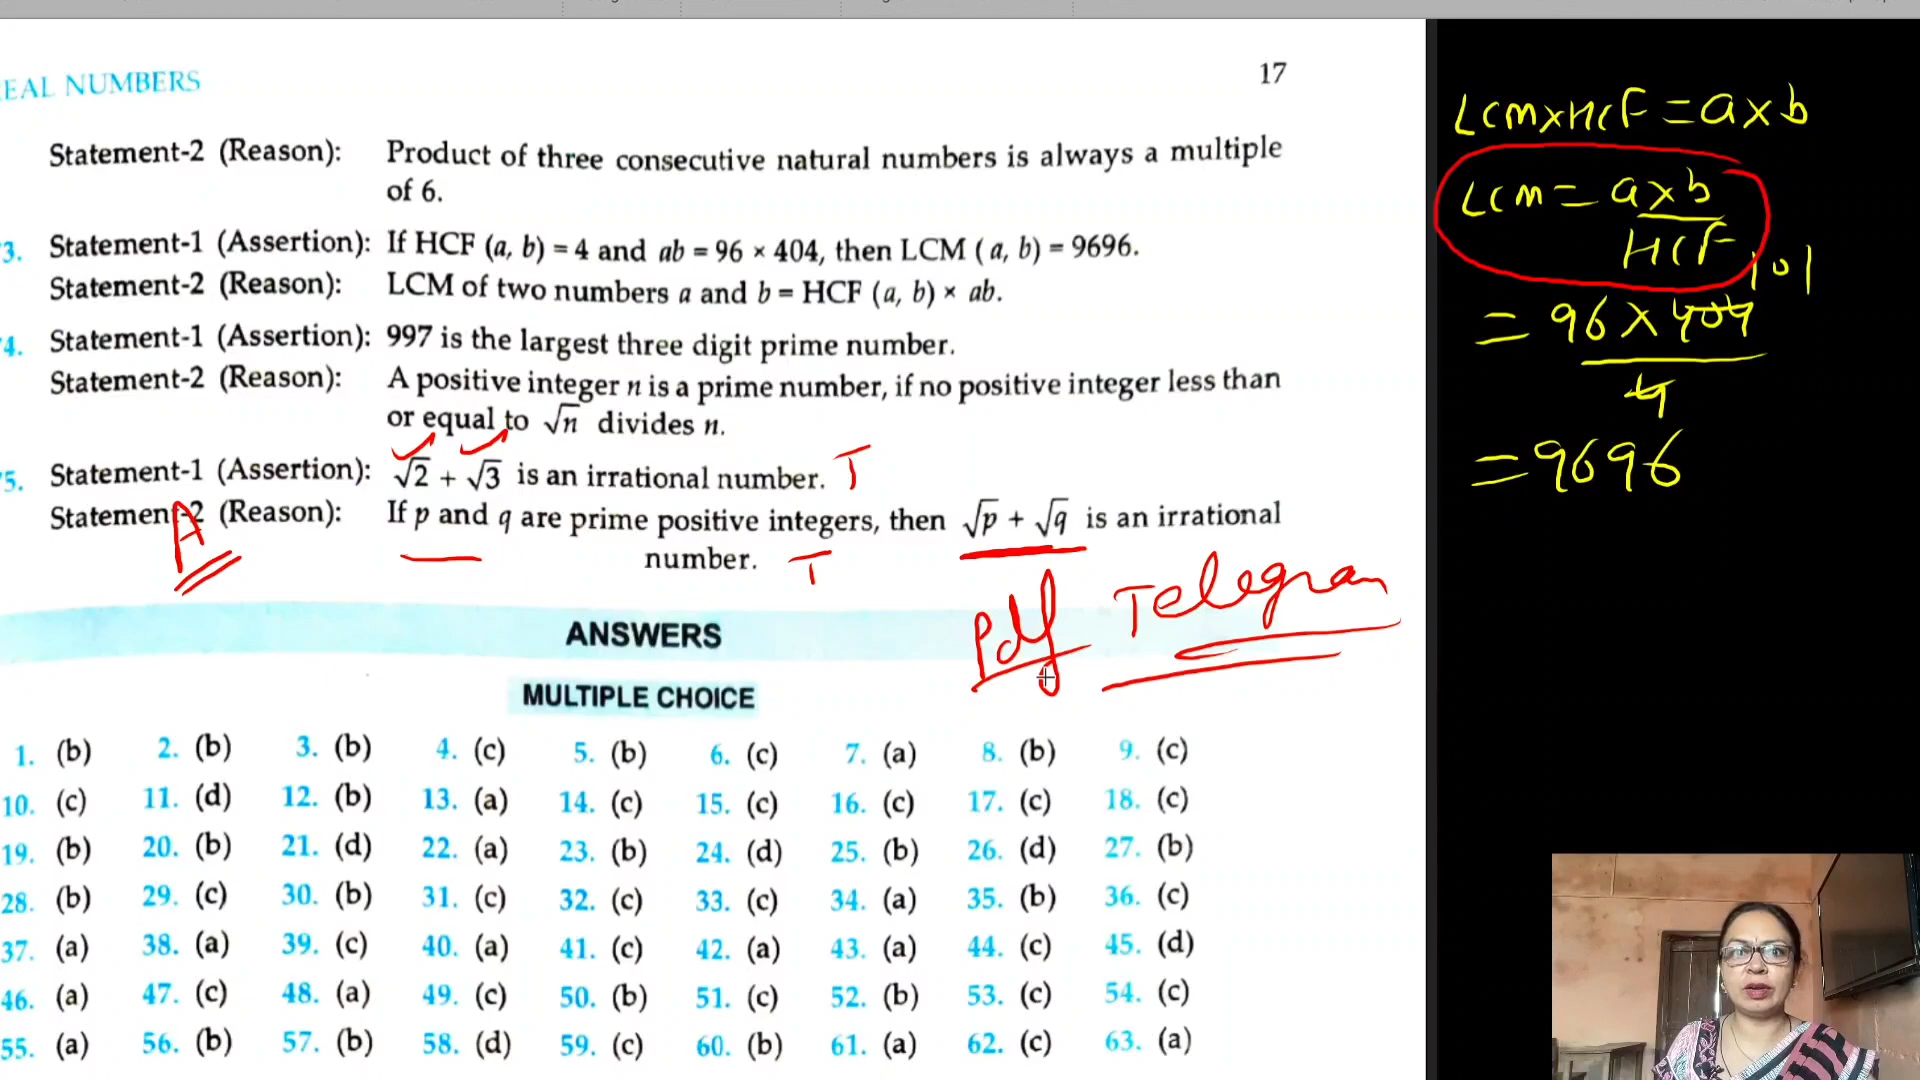 EAL NUMBERS
17
Statement-2 (Reason): Product of three consecutive natural numbers is always a multiple
of 6.
3. Statement-1 (Assertion): If HCF (a, b) = 4 and ab = 96 × 404, then LCM (a, b) = 9696.
Statement-2 (Reason): LCM of two numbers a and b = HCF (a, b) × ab.
4. Statement-1 (Assertion): 997 is the largest three digit prime number.
Statement-2 (Reason): A positive integer n is a prime number, if no positive integer less than
or equal to √n divides n.
5. Statement-1 (Assertion): √2 + √3 is an irrational number. T
Statement-2 (Reason): If p and q are prime positive integers, then √p + √q is an irrational
number. T
A
Pdf Telegram
ANSWERS
MULTIPLE CHOICE
1. (b) 2. (b) 3. (b) 4. (c) 5. (b) 6. (c) 7. (a) 8. (b) 9. (c)
10. (c) 11. (d) 12. (b) 13. (a) 14. (c) 15. (c) 16. (c) 17. (c) 18. (c)
19. (b) 20. (b) 21. (d) 22. (a) 23. (b) 24. (d) 25. (b) 26. (d) 27. (b)
28. (b) 29. (c) 30. (b) 31. (c) 32. (c) 33. (c) 34. (a) 35. (b) 36. (c)
37. (a) 38. (a) 39. (c) 40. (a) 41. (c) 42. (a) 43. (a) 44. (c) 45. (d)
46. (a) 47. (c) 48. (a) 49. (c) 50. (b) 51. (c) 52. (b) 53. (c) 54. (c)
55. (a) 56. (b) 57. (b) 58. (d) 59. (c) 60. (b) 61. (a) 62. (c) 63. (a)
LCM×HCF = a×b
LCM = a×b
HCF
101
= 96 × 404
4
= 9696